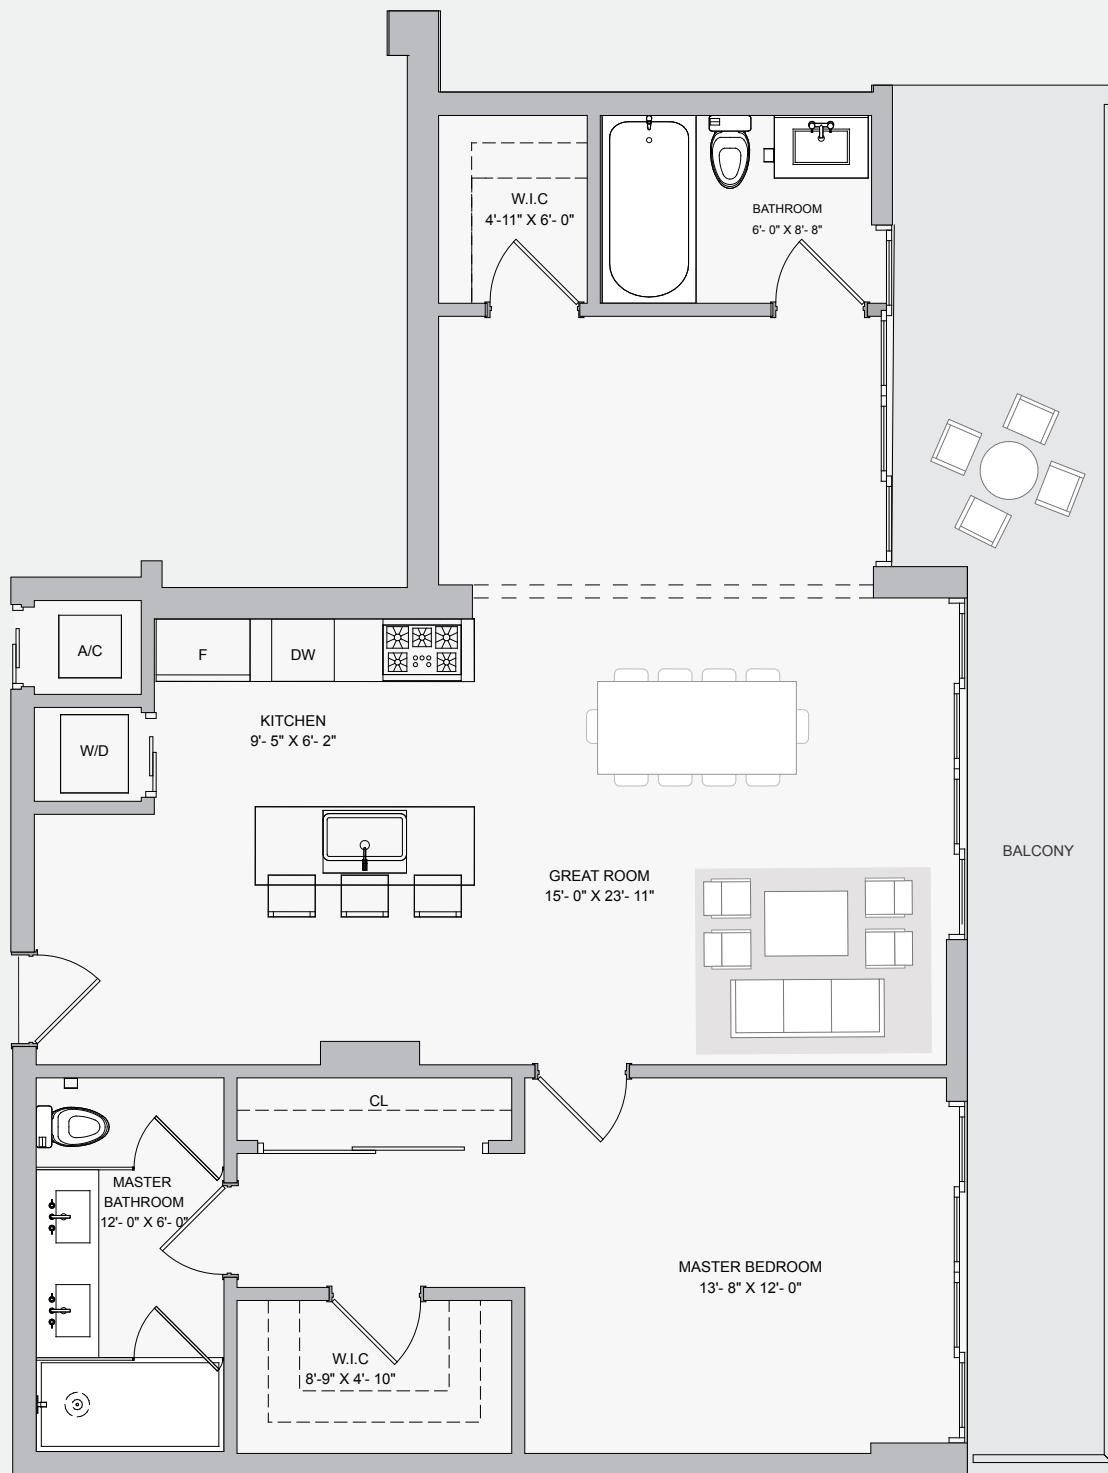 W.I.C
4'-11" X 6'- 0"
BATHROOM
6'- 0" X 8'- 8"
A/C
F
DW
W/D
KITCHEN
9'- 5" X 6'- 2"
GREAT ROOM
15'- 0" X 23'- 11"
BALCONY
CL
MASTER
BATHROOM
12'- 0" X 6'- 0"
MASTER BEDROOM
13'- 8" X 12'- 0"
W.I.C
8'-9" X 4'- 10"